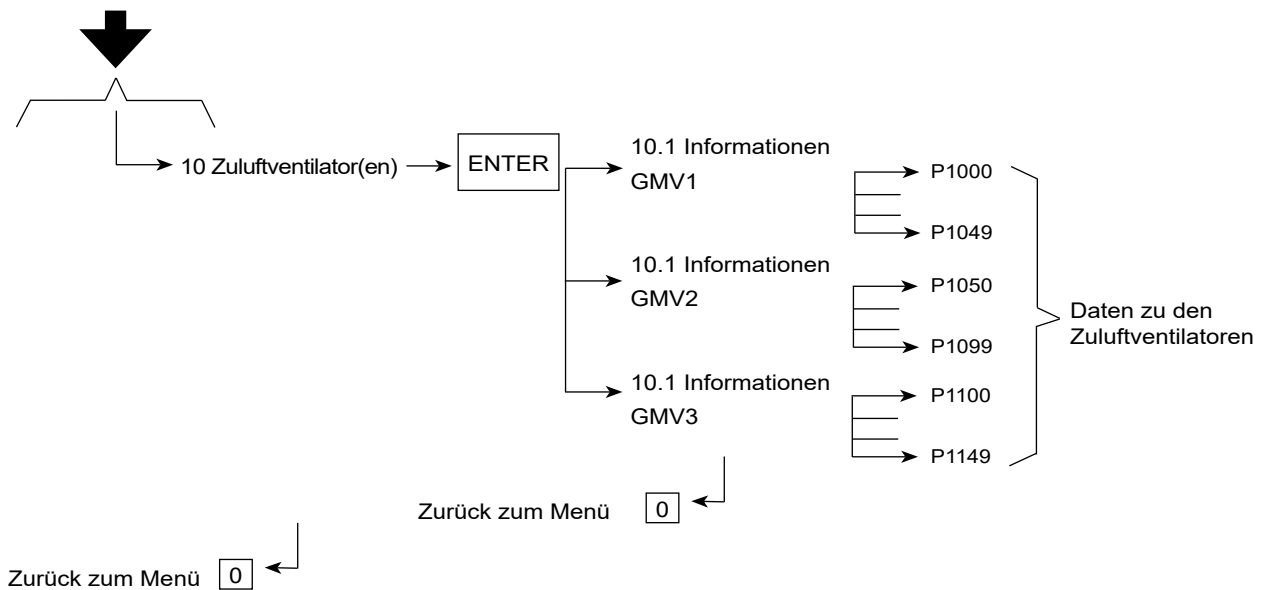 10 Zuluftventilator(en)
ENTER
10.1 Informationen
GMV1
P1000
P1049
10.1 Informationen
GMV2
P1050
P1099
10.1 Informationen
GMV3
P1100
P1149
Daten zu den
Zuluftventilatoren
Zurück zum Menü 0
Zurück zum Menü 0